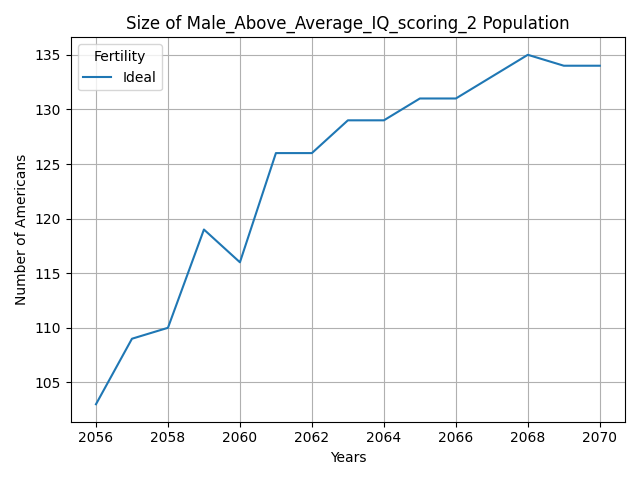 Size of Male_Above_Average_IQ_scoring_2 Population
Fertility
Ideal
135
130
125
120
115
110
105
Number of Americans
2056 2058 2060 2062 2064 2066 2068 2070
Years